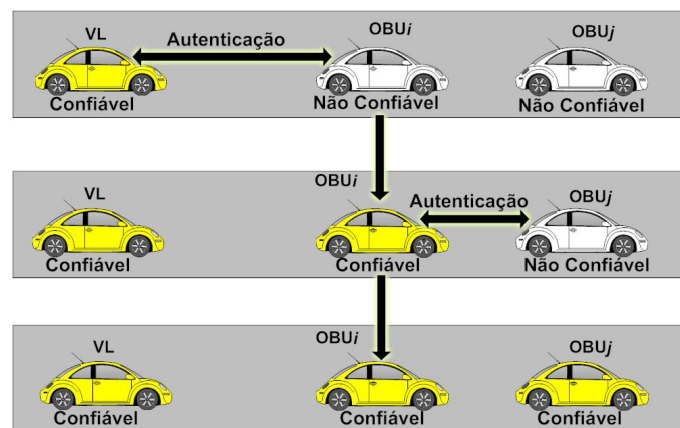 VL Autenticação OBUi OBUj
Confiável Não Confiável Não Confiável
VL OBUi Autenticação OBUj
Confiável Confiável Não Confiável
VL OBUi OBUj
Confiável Confiável Confiável